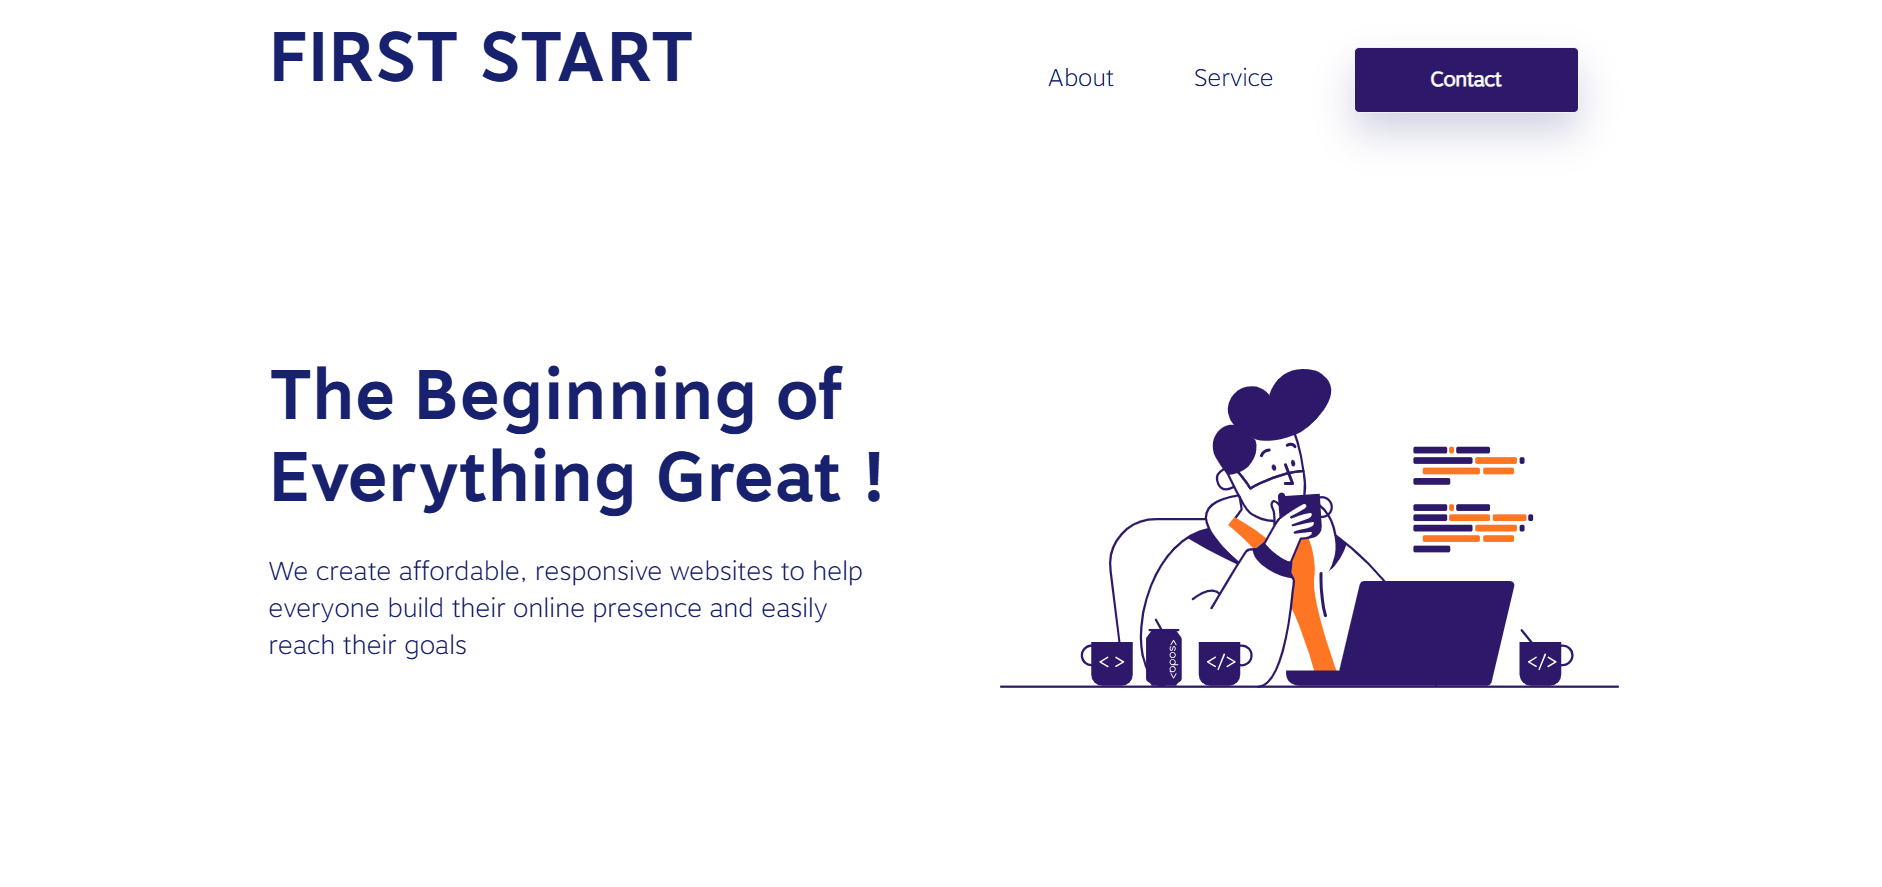 FIRST START
About
Service
Contact
The Beginning of
Everything Great !
We create affordable, responsive websites to help
everyone build their online presence and easily
reach their goals
< >
<soda>
</>
</>